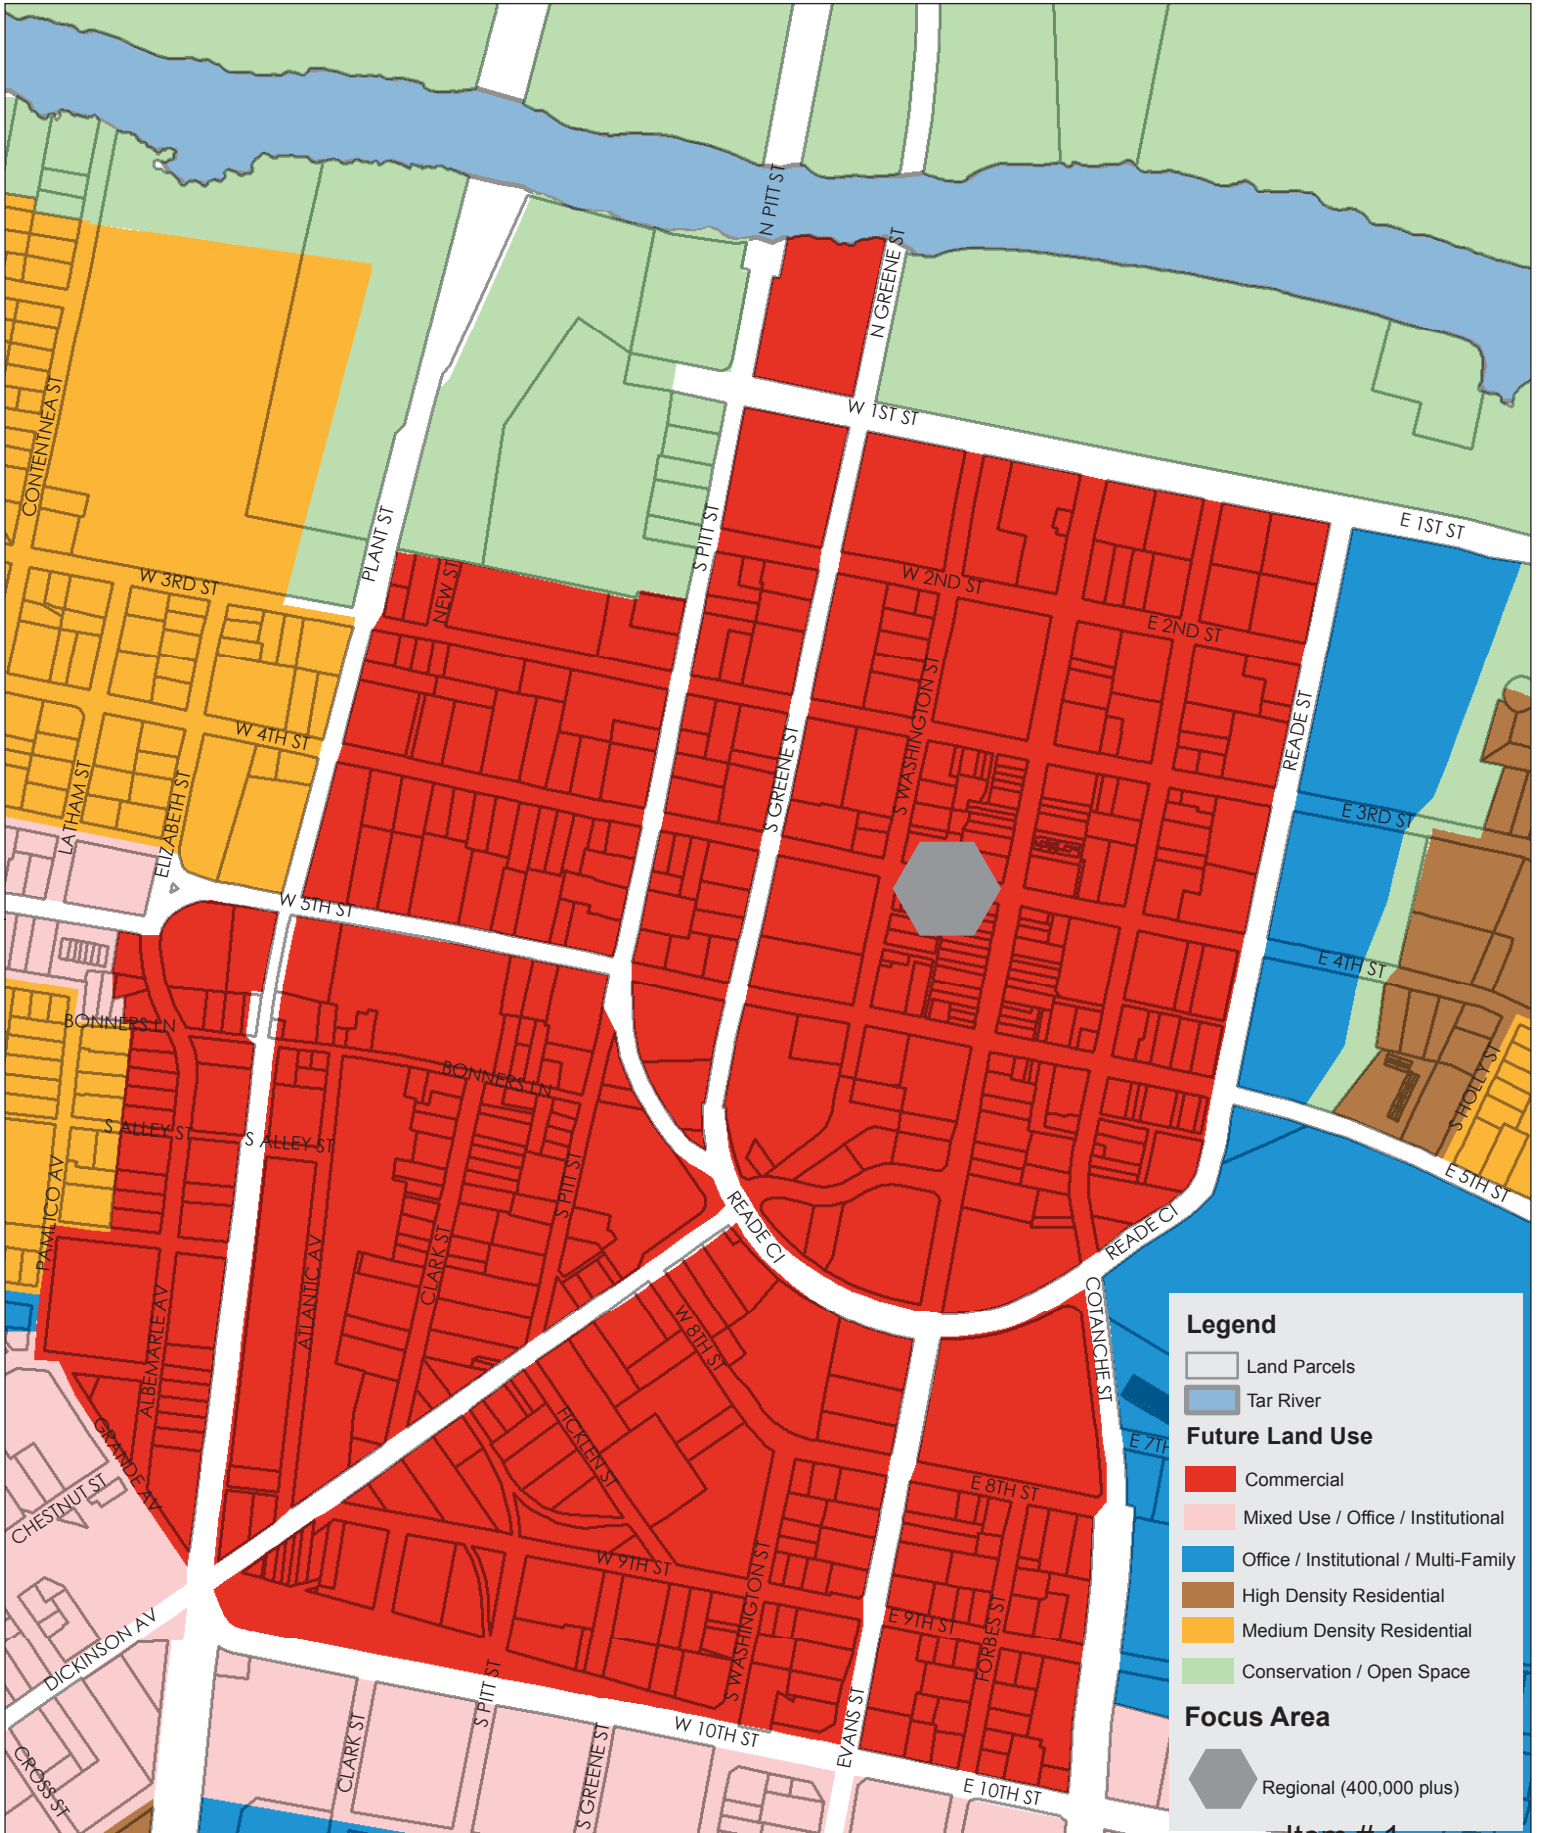 N PITT ST
N GREENE ST
W 1ST ST
CONTENTNEA ST
PLANT ST
S PITT ST
E 1ST ST
W 3RD ST
NEW ST
W 2ND ST
E 2ND ST
W 4TH ST
S WASHINGTON ST
READE ST
LATHAM ST
ELIZABETH ST
S GREENE ST
E 3RD ST
W 5TH ST
E 4TH ST
BONNERS LN
BONNERS LN
S HOLLY ST
S ALLEY ST
S ALLEY ST
PAMLICO AV
S PITT ST
E 5TH ST
READE CI
READE CI
CLARK ST
ATLANTIC AV
ALBEMARLE AV
W 8TH ST
COTANCHE ST
GRANDE AV
FICKLEN ST
E 7TH
CHESTNUT ST
E 8TH ST
W 9TH ST
S WASHINGTON ST
E 9TH ST
FORBES ST
DICKINSON AV
S PITT ST
W 10TH ST
EVANS ST
CLARK ST
S GREENE ST
E 10TH ST
CROSS ST
Legend
Land Parcels
Tar River
Future Land Use
Commercial
Mixed Use / Office / Institutional
Office / Institutional / Multi-Family
High Density Residential
Medium Density Residential
Conservation / Open Space
Focus Area
Regional (400,000 plus)
Item # 1